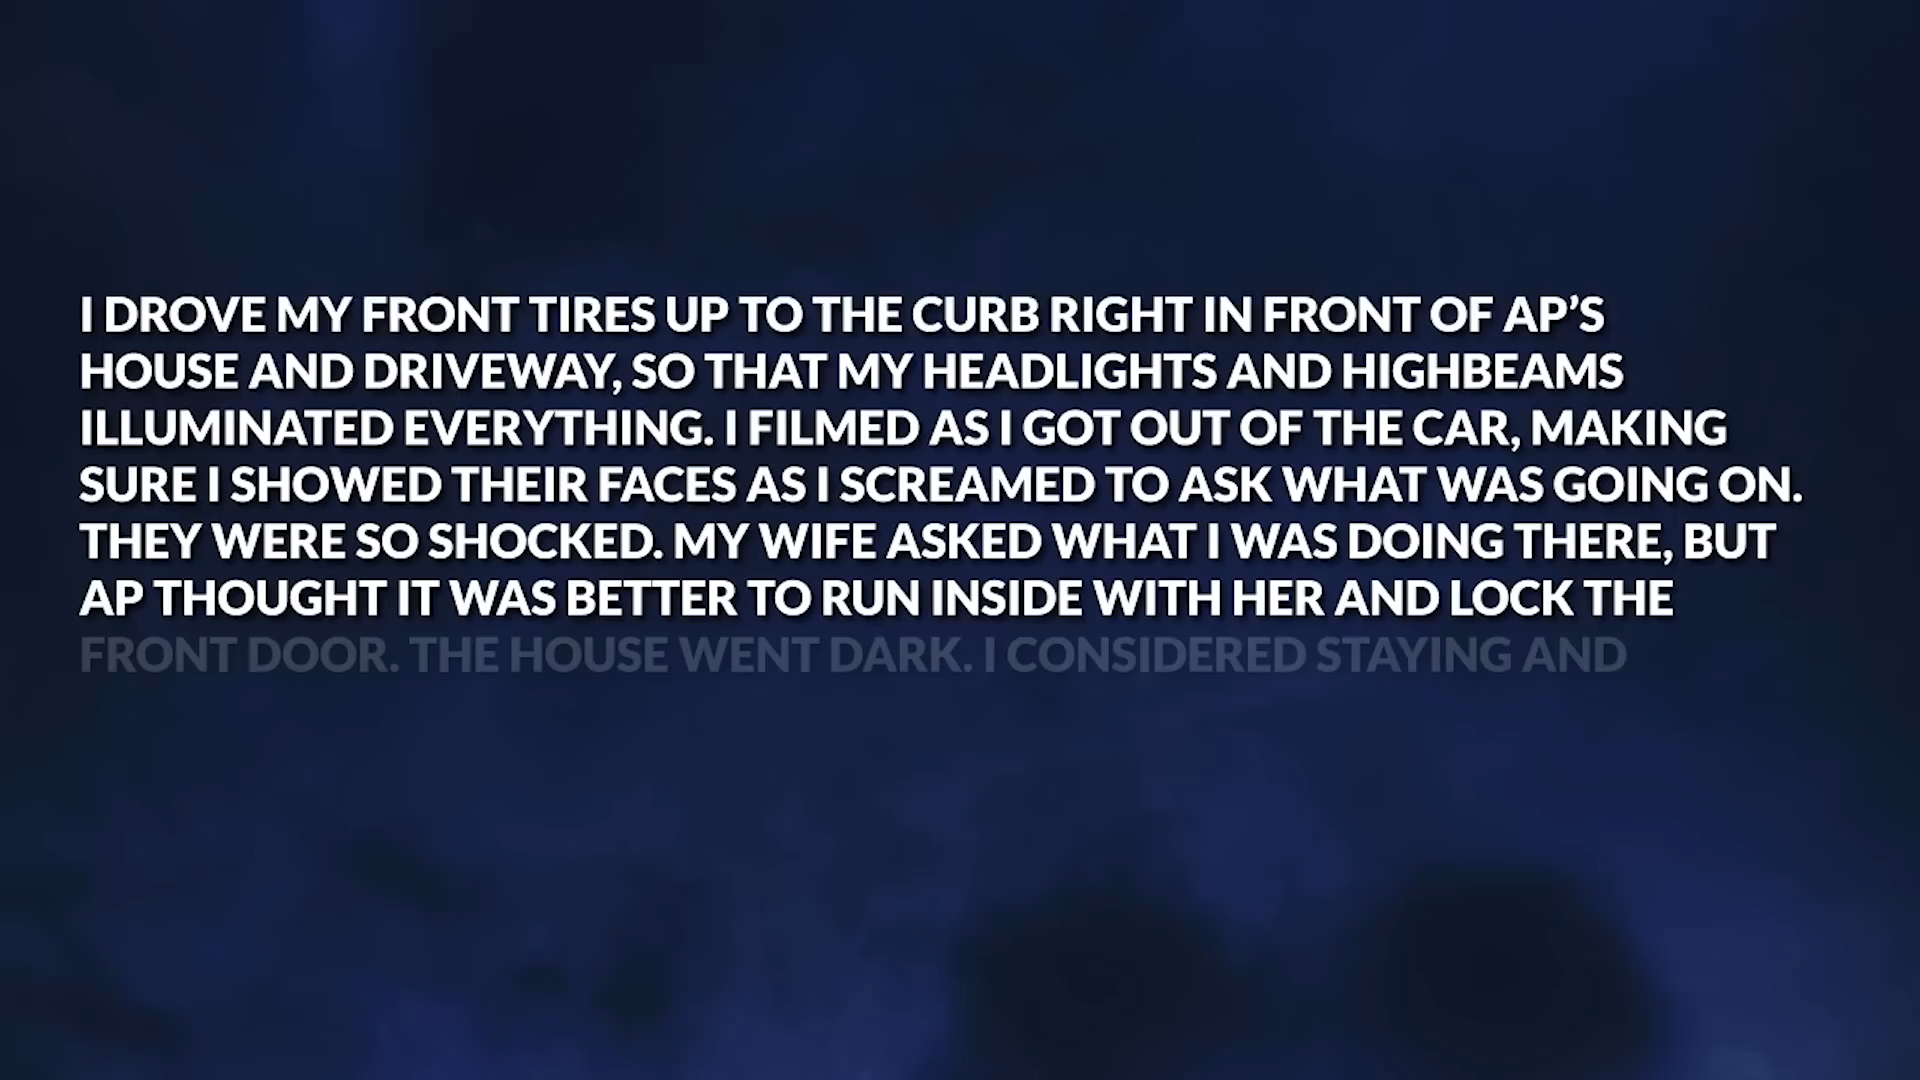 I DROVE MY FRONT TIRES UP TO THE CURB RIGHT IN FRONT OF AP’S
HOUSE AND DRIVEWAY, SO THAT MY HEADLIGHTS AND HIGHBEAMS
ILLUMINATED EVERYTHING. I FILMED AS I GOT OUT OF THE CAR, MAKING
SURE I SHOWED THEIR FACES AS I SCREAMED TO ASK WHAT WAS GOING ON.
THEY WERE SO SHOCKED. MY WIFE ASKED WHAT I WAS DOING THERE, BUT
AP THOUGHT IT WAS BETTER TO RUN INSIDE WITH HER AND LOCK THE
FRONT DOOR. THE HOUSE WENT DARK. I CONSIDERED STAYING AND